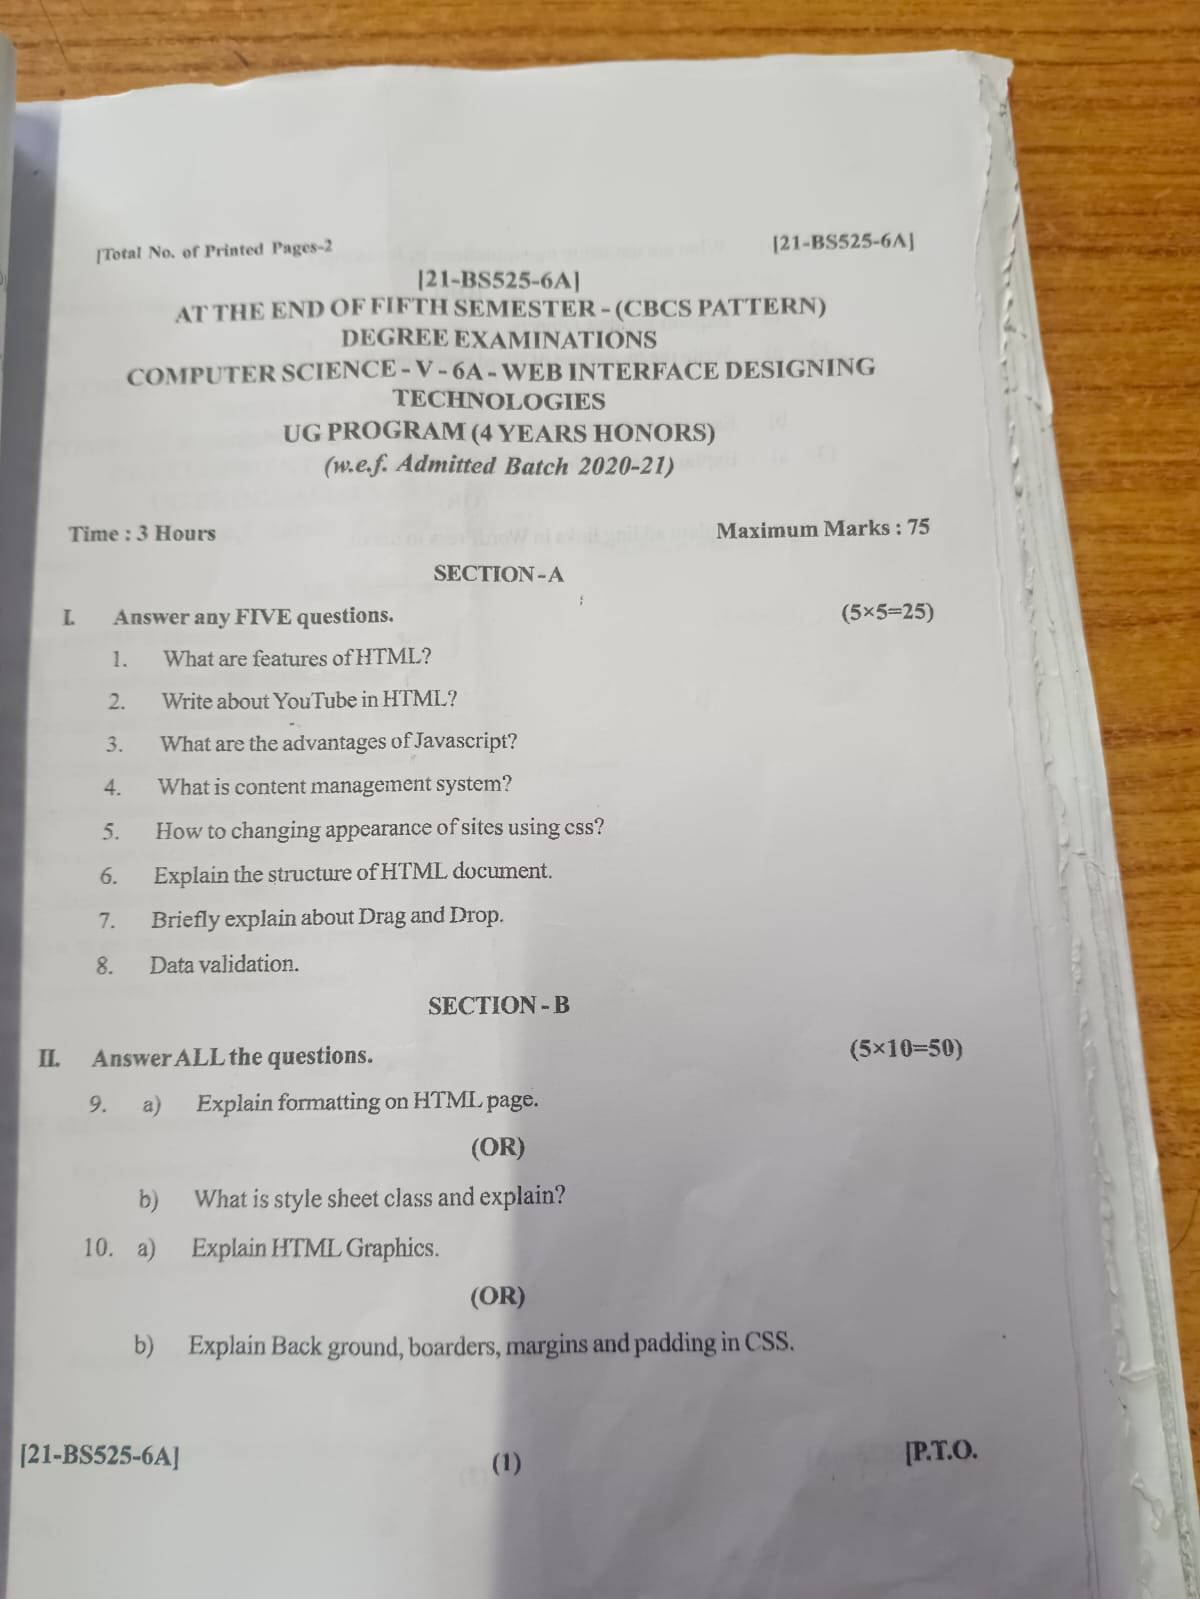 [Total No. of Printed Pages-2
[21-BS525-6A]
[21-BS525-6A]
AT THE END OF FIFTH SEMESTER - (CBCS PATTERN)
DEGREE EXAMINATIONS
COMPUTER SCIENCE - V - 6A - WEB INTERFACE DESIGNING
TECHNOLOGIES
UG PROGRAM (4 YEARS HONORS)
(w.e.f. Admitted Batch 2020-21)
Time : 3 Hours
Maximum Marks : 75
SECTION - A
I. Answer any FIVE questions. (5×5=25)
1. What are features of HTML?
2. Write about YouTube in HTML?
3. What are the advantages of Javascript?
4. What is content management system?
5. How to changing appearance of sites using css?
6. Explain the structure of HTML document.
7. Briefly explain about Drag and Drop.
8. Data validation.
SECTION - B
II. Answer ALL the questions. (5×10=50)
9. a) Explain formatting on HTML page.
(OR)
b) What is style sheet class and explain?
10. a) Explain HTML Graphics.
(OR)
b) Explain Back ground, boarders, margins and padding in CSS.
[21-BS525-6A]
(1)
[P.T.O.